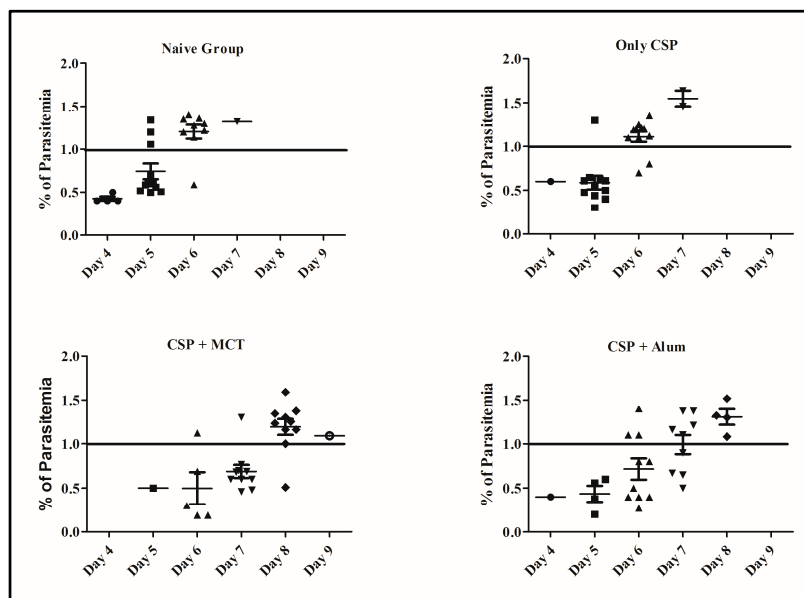 Naive Group
% of Parasitemia
2.0
1.5
1.0
0.5
0.0
Day 4
Day 5
Day 6
Day 7
Day 8
Day 9
Only CSP
% of Parasitemia
2.0
1.5
1.0
0.5
0.0
Day 4
Day 5
Day 6
Day 7
Day 8
Day 9
CSP + MCT
% of Parasitemia
2.0
1.5
1.0
0.5
0.0
Day 4
Day 5
Day 6
Day 7
Day 8
Day 9
CSP + Alum
% of Parasitemia
2.0
1.5
1.0
0.5
0.0
Day 4
Day 5
Day 6
Day 7
Day 8
Day 9